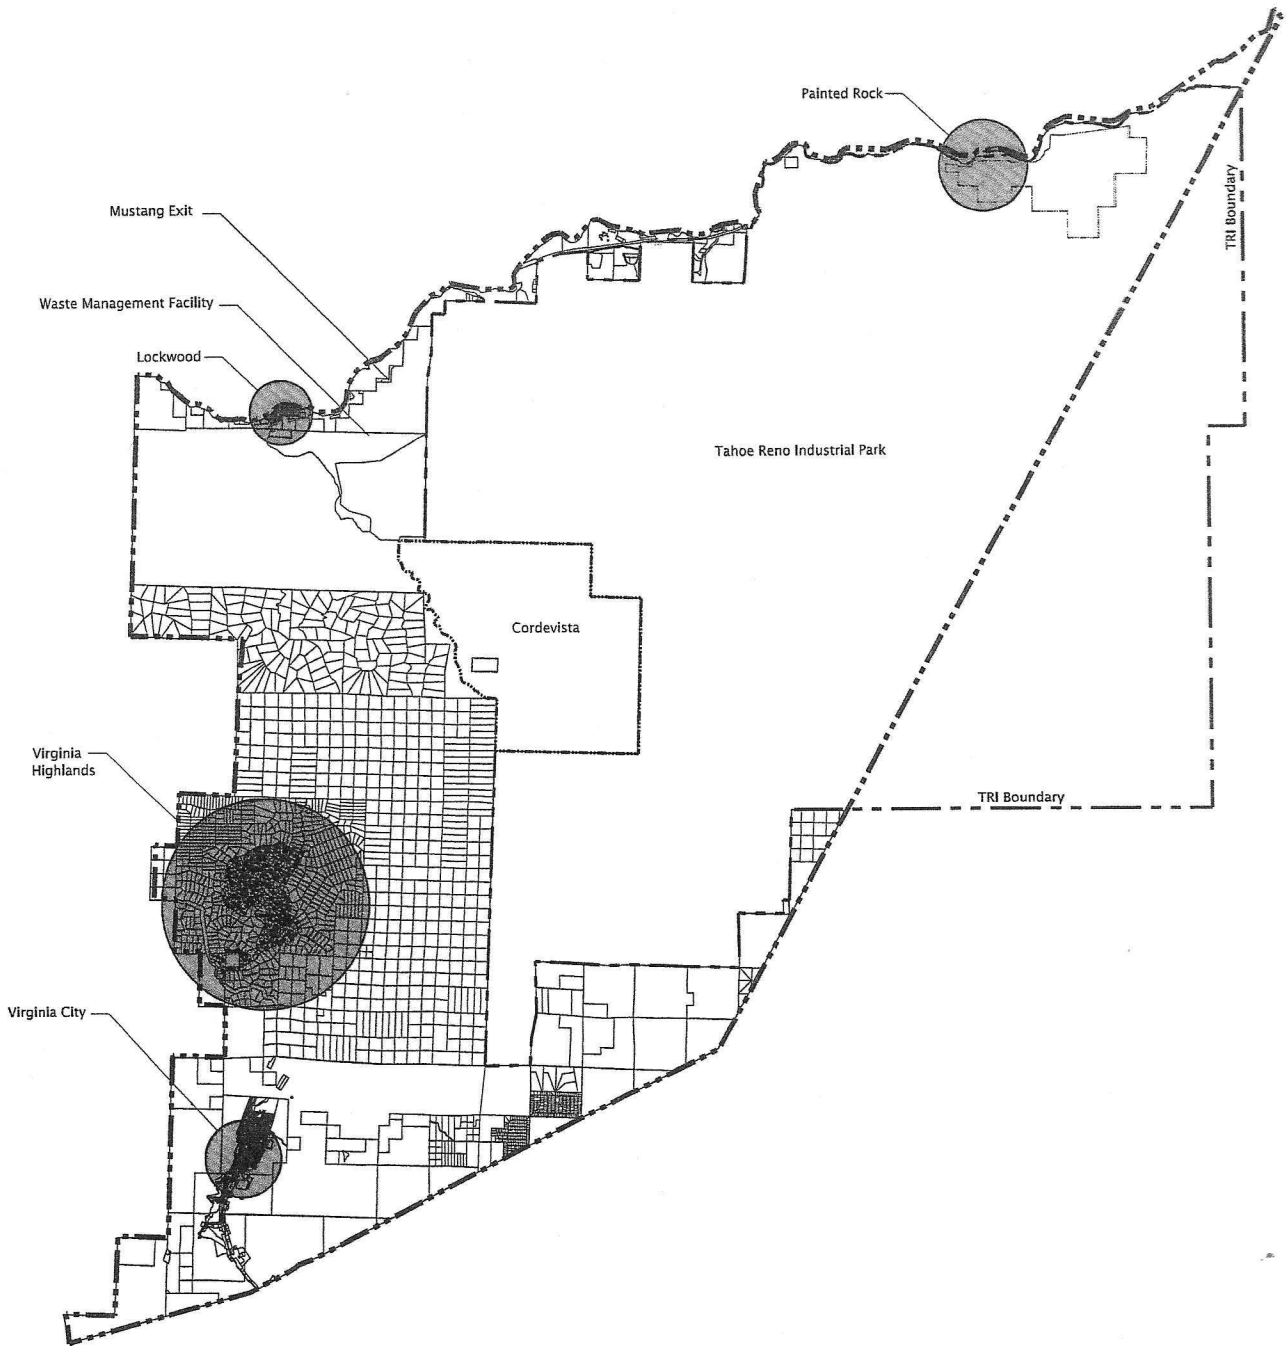 Painted Rock
TRI Boundary
Mustang Exit
Waste Management Facility
Lockwood
Tahoe Reno Industrial Park
Cordevista
Virginia
Highlands
TRI Boundary
Virginia City